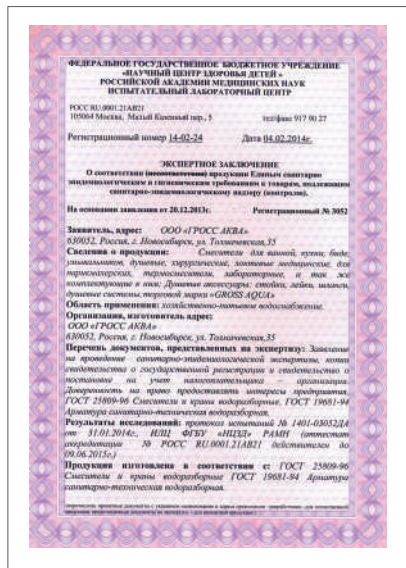 ФЕДЕРАЛЬНОЕ ГОСУДАРСТВЕННОЕ БЮДЖЕТНОЕ УЧРЕЖДЕНИЕ
«НАУЧНЫЙ ЦЕНТР ЗДОРОВЬЯ ДЕТЕЙ»
РОССИЙСКОЙ АКАДЕМИИ МЕДИЦИНСКИХ НАУК
ИСПЫТАТЕЛЬНЫЙ ЛАБОРАТОРНЫЙ ЦЕНТР
РОСС RU.0001.21АВ21
105064 Москва, Малый Казенный пер., 5 тел/факс 917 90 27
Регистрационный номер 14-02-24 Дата 04.02.2014г.
ЭКСПЕРТНОЕ ЗАКЛЮЧЕНИЕ
О соответствии (несоответствии) продукции Единым санитарно
эпидемиологическим и гигиеническим требованиям к товарам, подлежащим
санитарно-эпидемиологическому надзору (контролю).
На основании заявления от 20.12.2013г. Регистрационный № 3052
Заявитель, адрес: ООО «ГРОСС АКВА»
630052, Россия, г. Новосибирск, ул. Толмачевская,35
Сведения о продукции: Смесители для ванной, кухни, биде,
умывальников, душевые, хирургические, локтевые медицинские, для
парикмахерских, термосмесители, лабораторные, а так же
комплектующие к ним. Душевые аксессуары: стойки, лейки, шланги,
душевые системы, торговой марки «GROSS AQUA»
Область применения: хозяйственно-питьевое водоснабжение.
Организация, изготовитель адрес:
ООО «ГРОСС АКВА»
630052, Россия, г. Новосибирск, ул. Толмачевская,35
Перечень документов, представленных на экспертизу: Заявление
на проведение санитарно-эпидемиологической экспертизы, копии
свидетельства о государственной регистрации и свидетельство о
постановке на учет налогоплательщика - организации.
Доверенность на право предоставлять интересы предприятия.
ГОСТ 25809-96 Смесители и краны водоразборные, ГОСТ 19681-94
Арматура санитарно-техническая водоразборная.
Результаты исследований: протокол испытаний № 1401-03052ДА
от 31.01.2014г., ИЛЦ ФГБУ «НЦЗД» РАМН (аттестат
аккредитации № РОСС RU.0001.21АВ21 действителен до
09.06.2015г.)
Продукция изготовлена в соответствии с: ГОСТ 25809-96
Смесители и краны водоразборные ГОСТ 19681-94 Арматура
санитарно-техническая водоразборная.